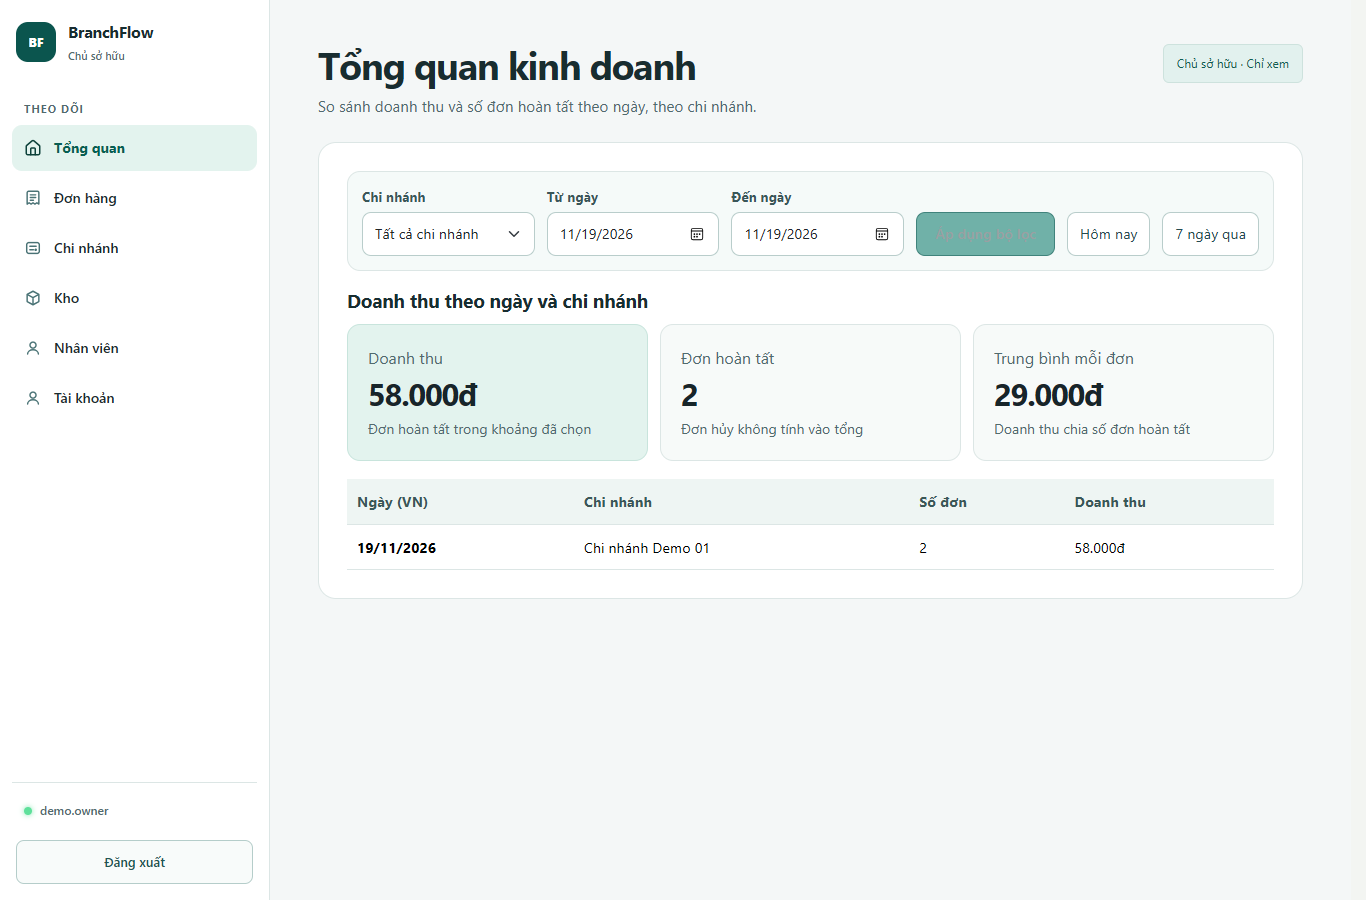 BF
BranchFlow
Chủ sở hữu
THEO DÕI
Tổng quan
Đơn hàng
Chi nhánh
Kho
Nhân viên
Tài khoản
demo.owner
Đăng xuất
Tổng quan kinh doanh
So sánh doanh thu và số đơn hoàn tất theo ngày, theo chi nhánh.
Chủ sở hữu · Chỉ xem
Chi nhánh Từ ngày Đến ngày
Tất cả chi nhánh 11/19/2026 11/19/2026 Áp dụng bộ lọc Hôm nay 7 ngày qua
Doanh thu theo ngày và chi nhánh
Doanh thu
58.000đ
Đơn hoàn tất trong khoảng đã chọn
Đơn hoàn tất
2
Đơn hủy không tính vào tổng
Trung bình mỗi đơn
29.000đ
Doanh thu chia số đơn hoàn tất
Ngày (VN) Chi nhánh Số đơn Doanh thu
19/11/2026 Chi nhánh Demo 01 2 58.000đ